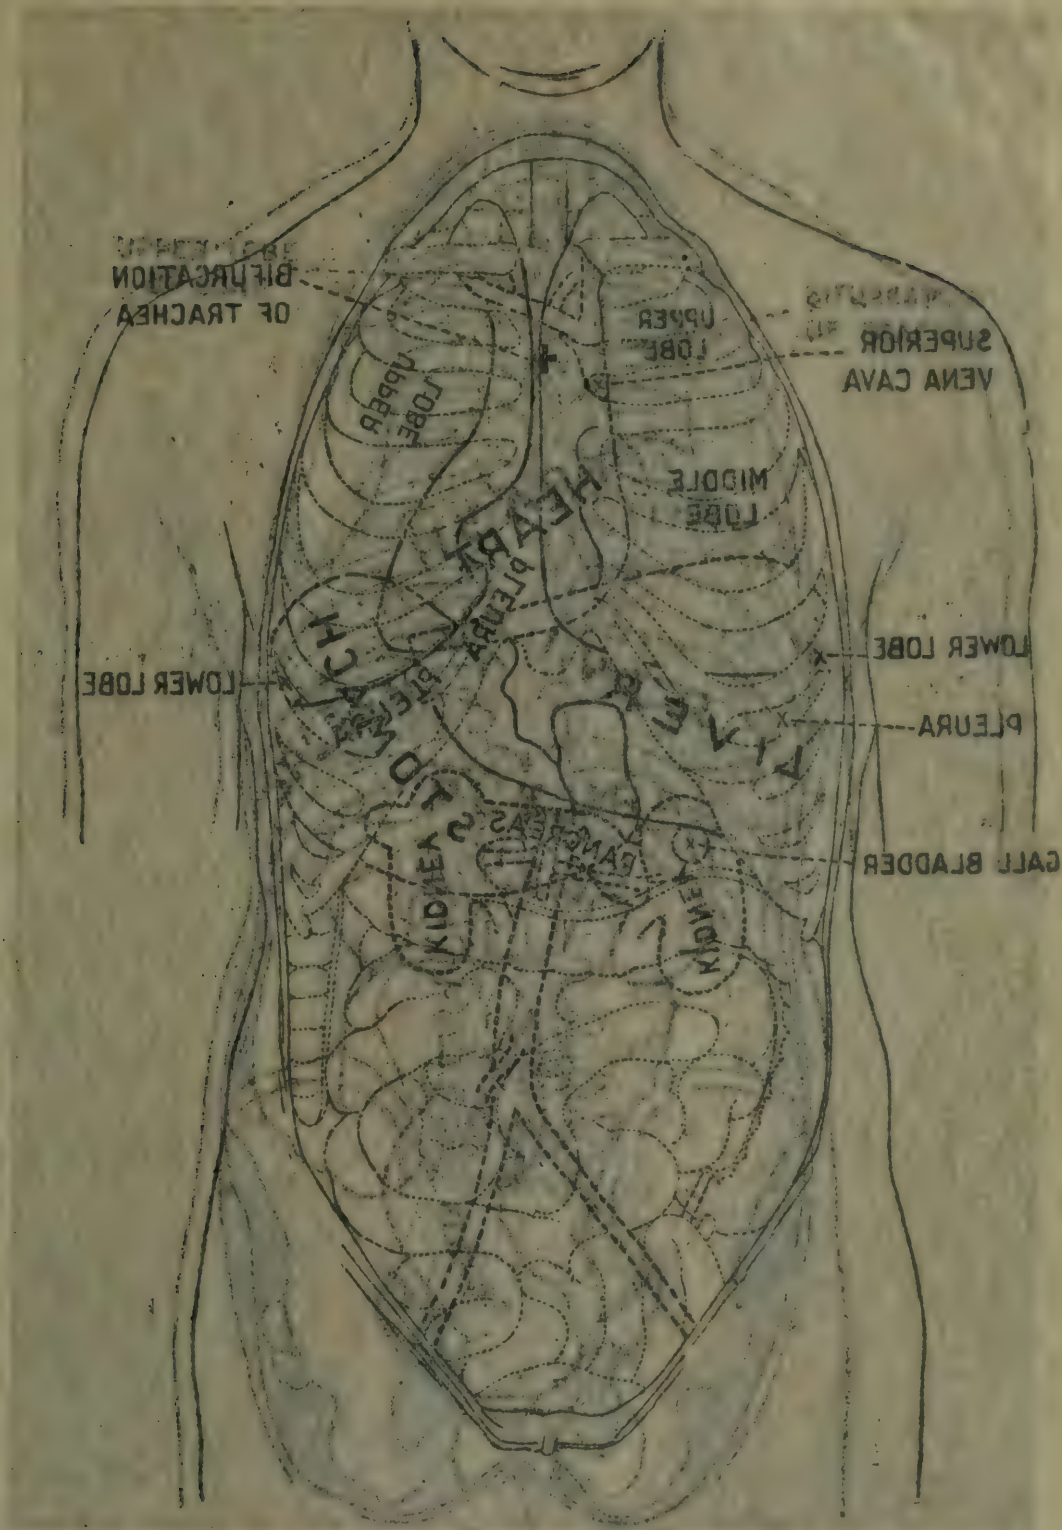 BIFURCATION
OF TRACHEA
UPPER
LOBE
SUPERIOR
VENA CAVA
UPPER
LOBE
HEART
MIDDLE
LOBE
PLEURA
STOMACH
LOWER LOBE
LOWER LOBE
LIVER
PLEURA
PANCREAS
GALL BLADDER
KIDNEY
KIDNEY